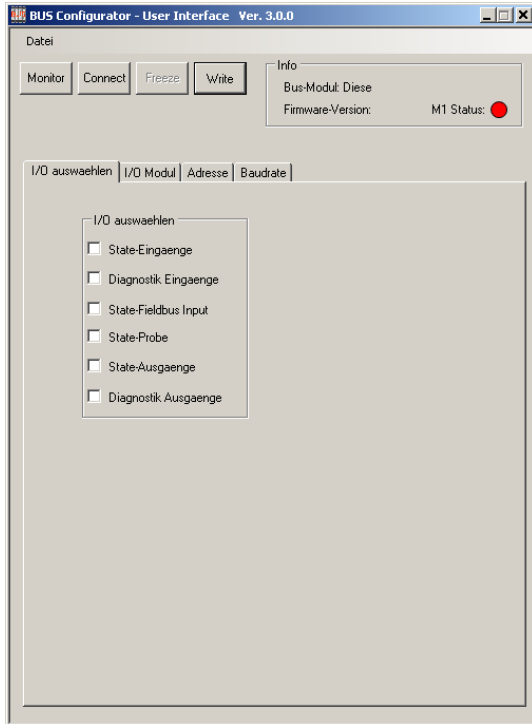 BUS Configurator - User Interface Ver. 3.0.0
Datei
Monitor Connect Freeze Write
Info
Bus-Modul: Diese
Firmware-Version: M1 Status:
I/O auswaehlen I/O Modul Adresse Baudrate
I/O auswaehlen
State-Eingaenge
Diagnostik Eingaenge
State-Fieldbus Input
State-Probe
State-Ausgaenge
Diagnostik Ausgaenge